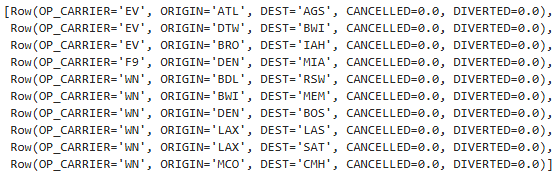 [Row(OP_CARRIER='EV', ORIGIN='ATL', DEST='AGS', CANCELLED=0.0, DIVERTED=0.0),
Row(OP_CARRIER='EV', ORIGIN='DTW', DEST='BWI', CANCELLED=0.0, DIVERTED=0.0),
Row(OP_CARRIER='EV', ORIGIN='BRO', DEST='IAH', CANCELLED=0.0, DIVERTED=0.0),
Row(OP_CARRIER='F9', ORIGIN='DEN', DEST='MIA', CANCELLED=0.0, DIVERTED=0.0),
Row(OP_CARRIER='WN', ORIGIN='BDL', DEST='RSW', CANCELLED=0.0, DIVERTED=0.0),
Row(OP_CARRIER='WN', ORIGIN='BWI', DEST='MEM', CANCELLED=0.0, DIVERTED=0.0),
Row(OP_CARRIER='WN', ORIGIN='DEN', DEST='BOS', CANCELLED=0.0, DIVERTED=0.0),
Row(OP_CARRIER='WN', ORIGIN='LAX', DEST='LAS', CANCELLED=0.0, DIVERTED=0.0),
Row(OP_CARRIER='WN', ORIGIN='LAX', DEST='SAT', CANCELLED=0.0, DIVERTED=0.0),
Row(OP_CARRIER='WN', ORIGIN='MCO', DEST='CMH', CANCELLED=0.0, DIVERTED=0.0)]